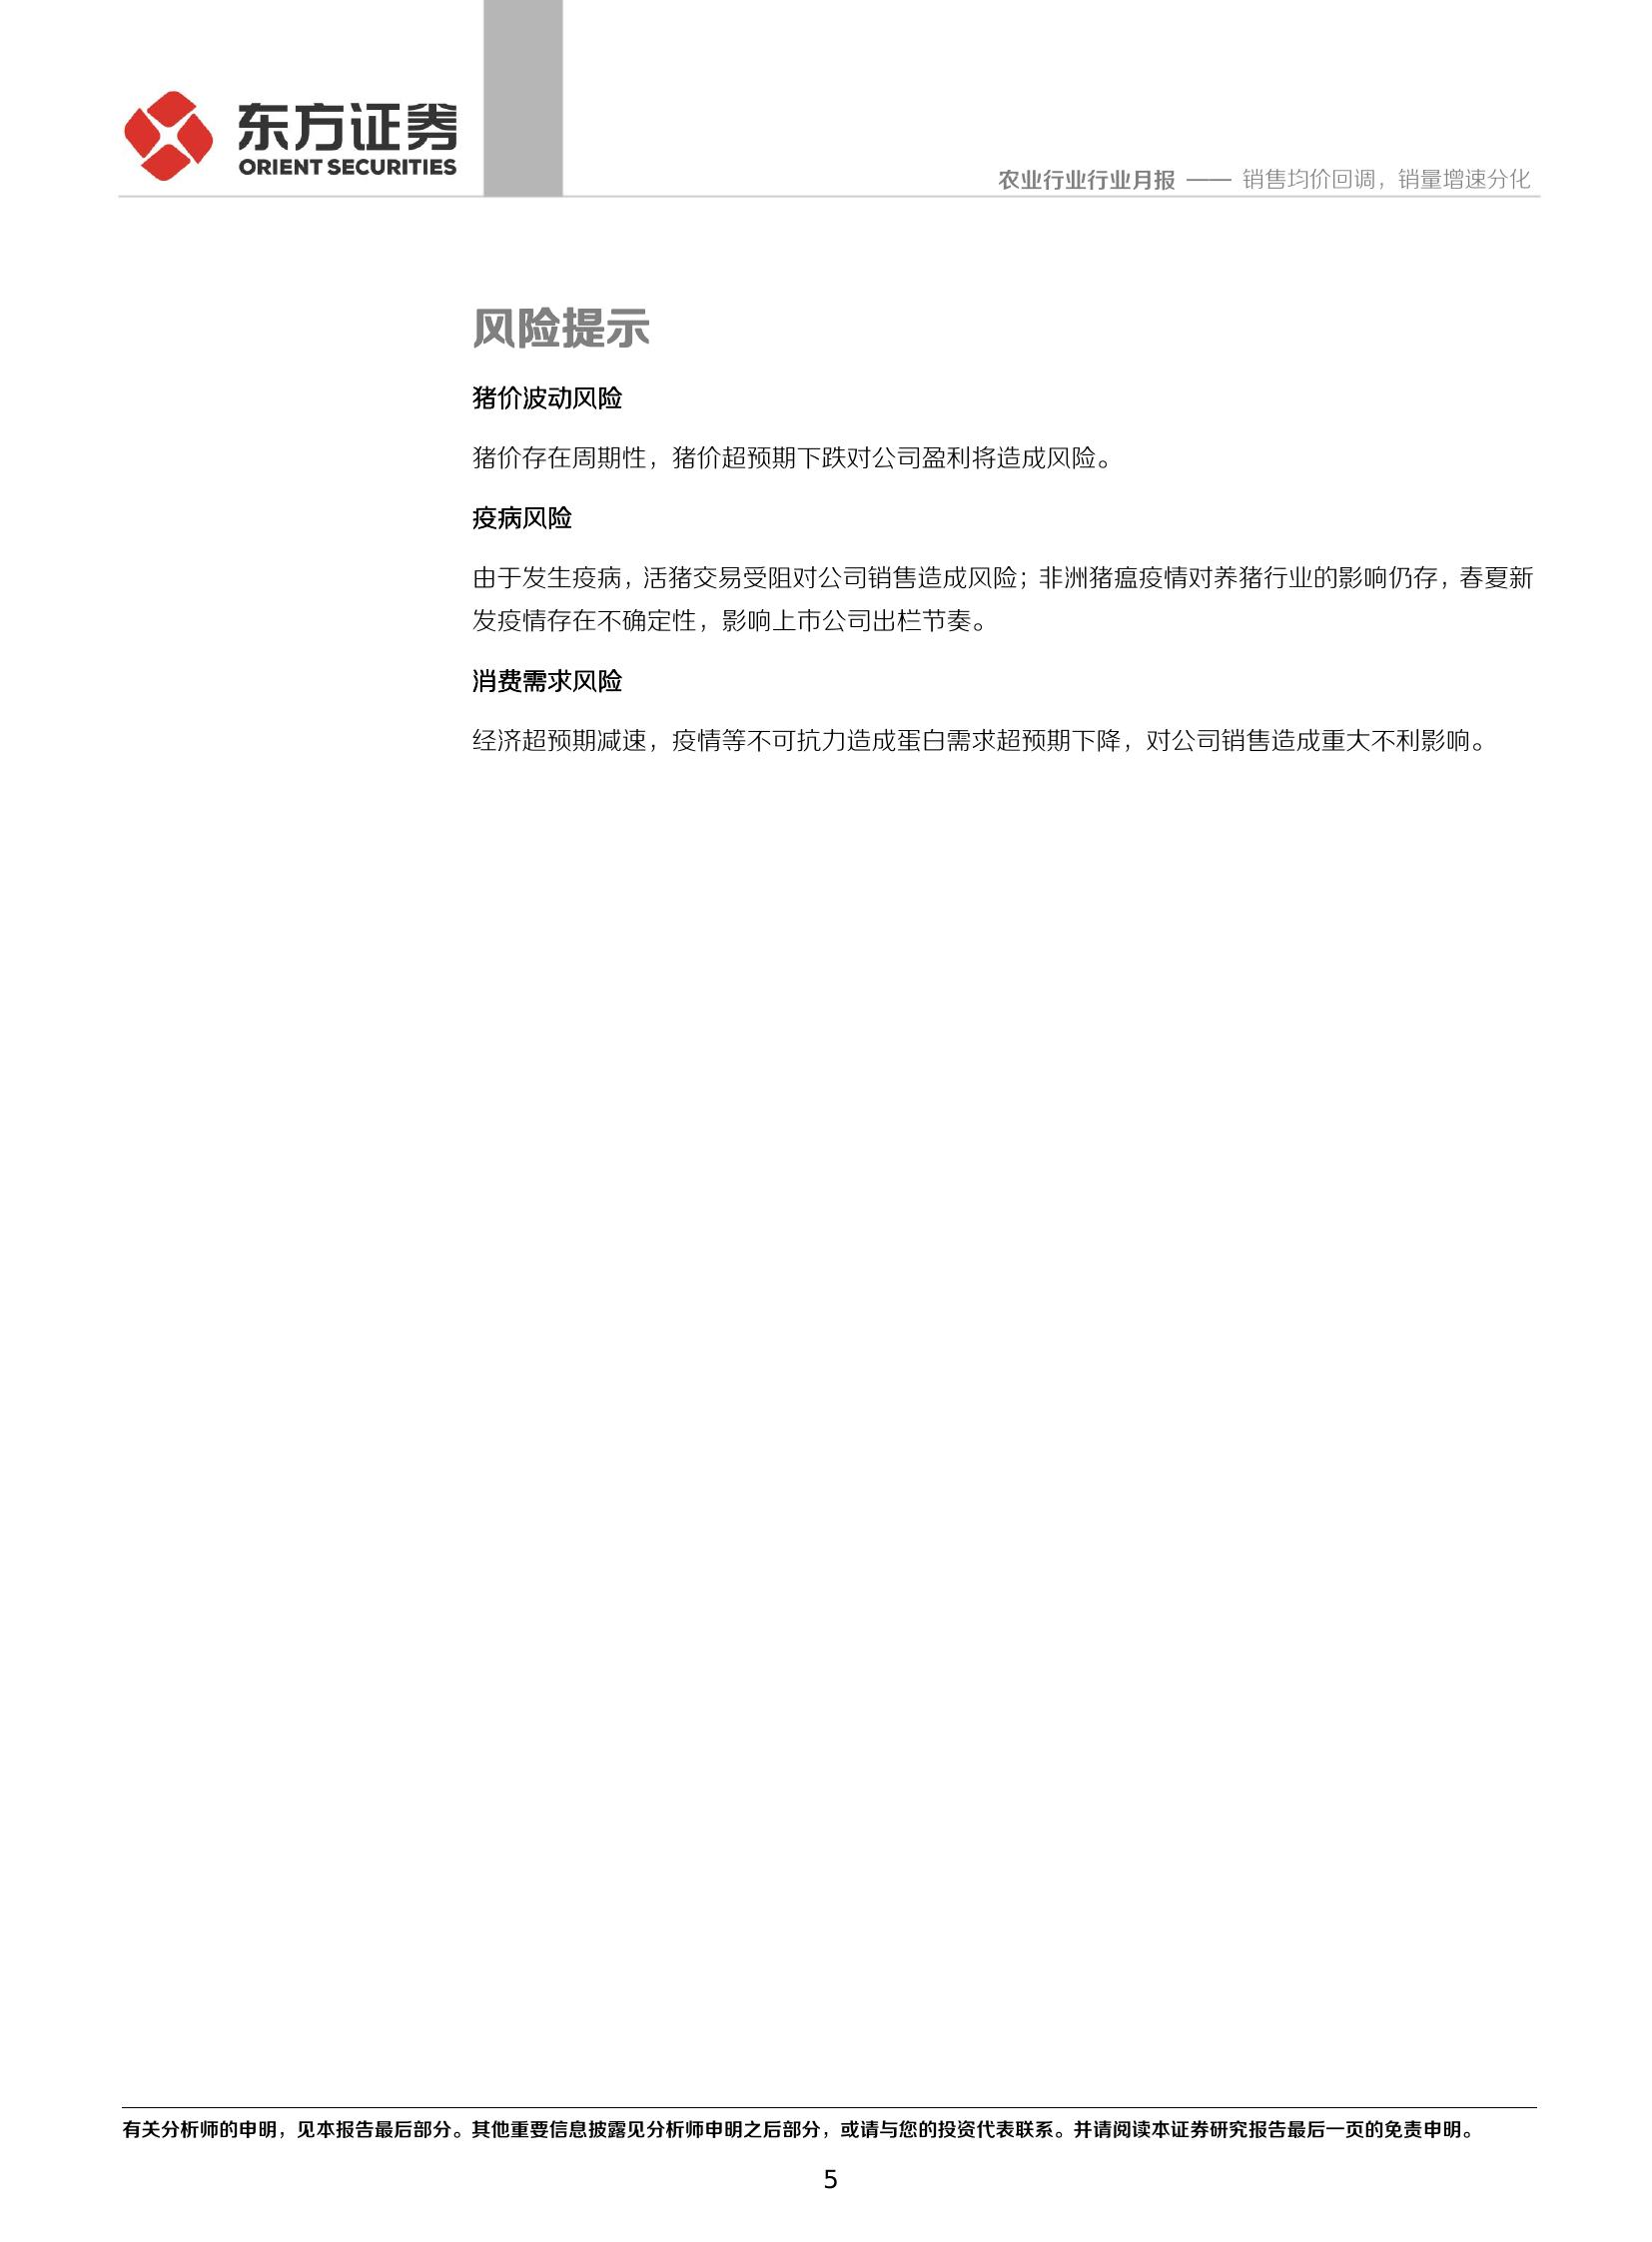 东方证券
ORIENT SECURITIES
农业行业行业月报 —— 销售均价回调，销量增速分化
风险提示
猪价波动风险
猪价存在周期性，猪价超预期下跌对公司盈利将造成风险。
疫病风险
由于发生疫病，活猪交易受阻对公司销售造成风险；非洲猪瘟疫情对养猪行业的影响仍存，春夏新
发疫情存在不确定性，影响上市公司出栏节奏。
消费需求风险
经济超预期减速，疫情等不可抗力造成蛋白需求超预期下降，对公司销售造成重大不利影响。
有关分析师的申明，见本报告最后部分。其他重要信息披露见分析师申明之后部分，或请与您的投资代表联系。并请阅读本证券研究报告最后一页的免责申明。
5